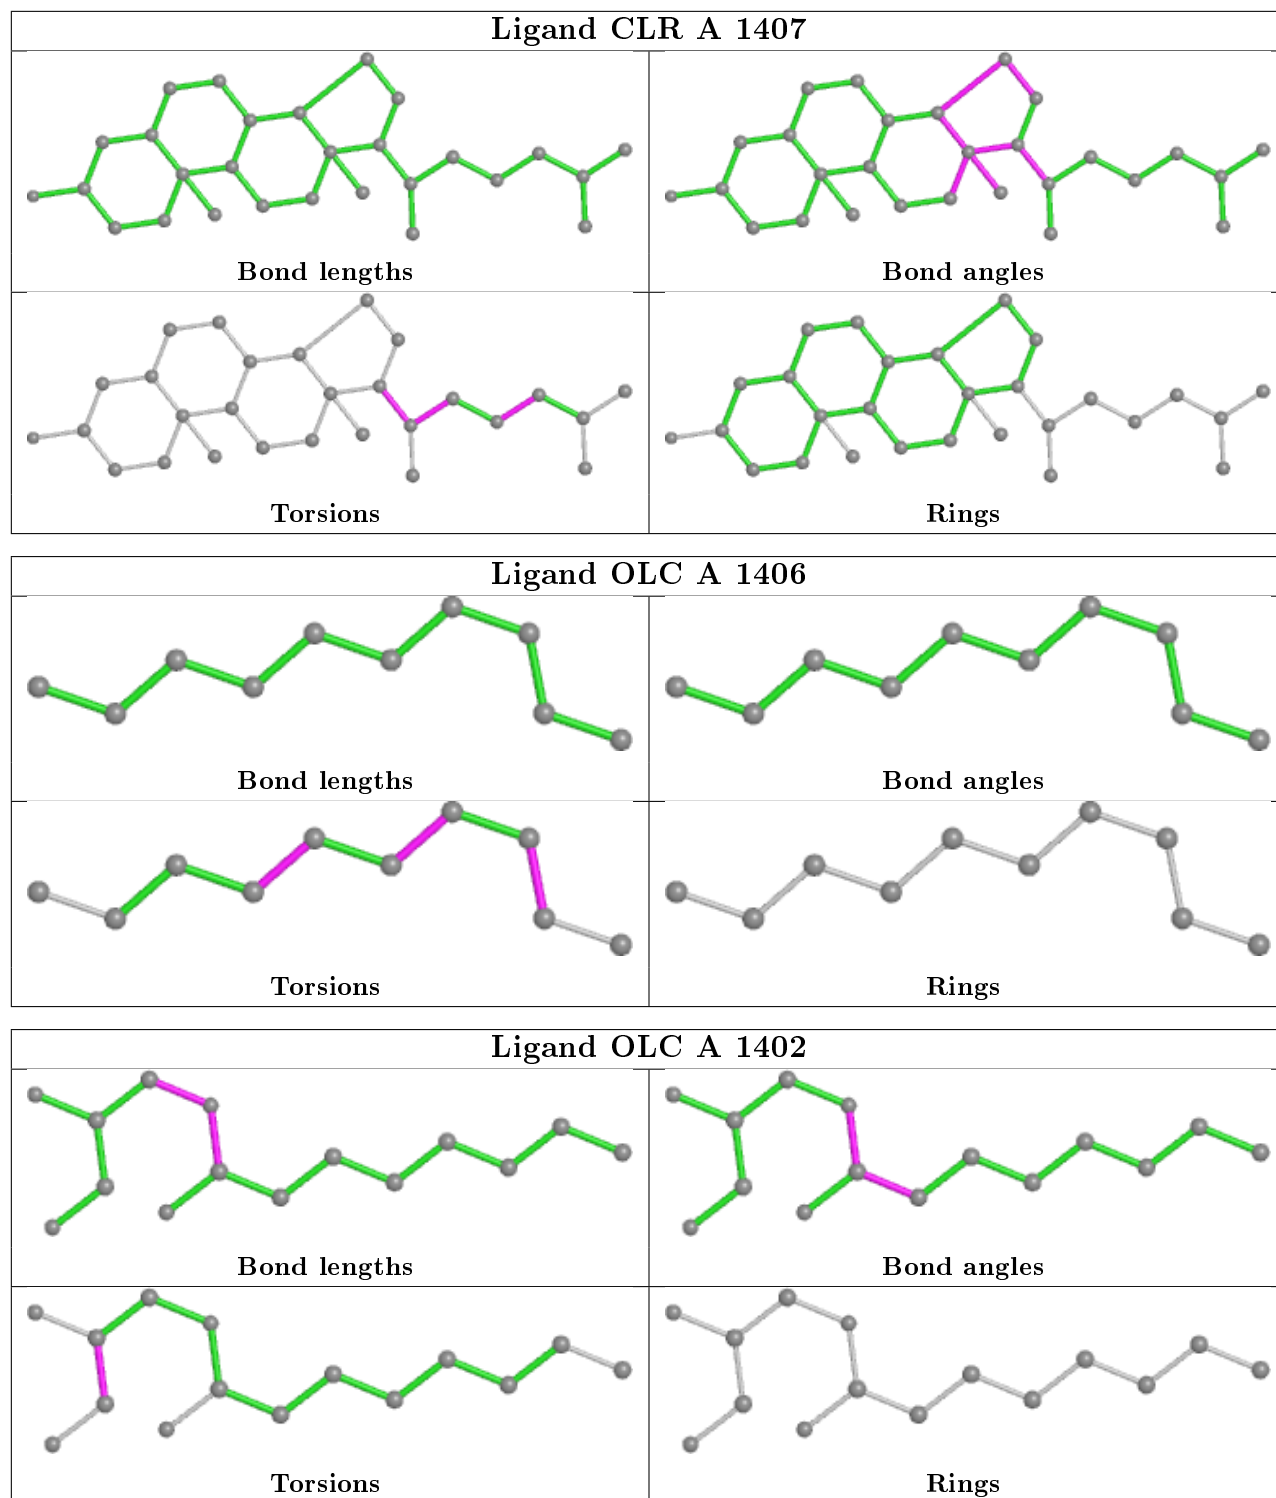 Ligand CLR A 1407
Bond lengths
Bond angles
Torsions
Rings
Ligand OLC A 1406
Bond lengths
Bond angles
Torsions
Rings
Ligand OLC A 1402
Bond lengths
Bond angles
Torsions
Rings